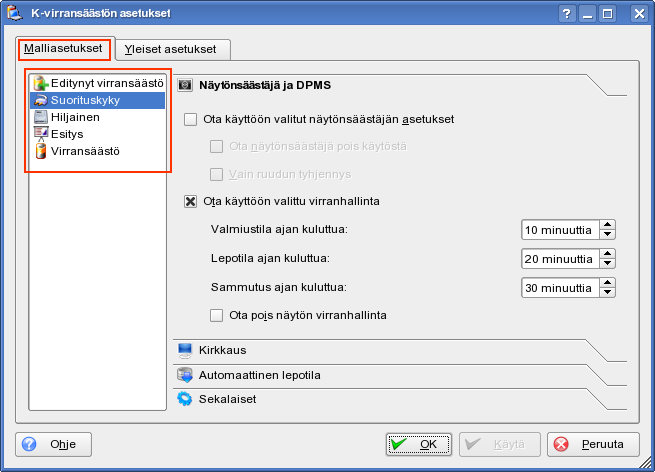 K-virransäästön asetukset
Malliasetukset
Yleiset asetukset
Editynyt virransäästö
Suorituskyky
Hiljainen
Esitys
Virransäästö
Näytönsäästäjä ja DPMS
Ota käyttöön valitut näytönsäästäjän asetukset
Ota näytönsäästäjä pois käytöstä
Vain ruudun tyhjennys
Ota käyttöön valittu virranhallinta
Valmiustila ajan kuluttua:
10 minuuttia
Lepotila ajan kuluttua:
20 minuuttia
Sammutus ajan kuluttua:
30 minuuttia
Ota pois näytön virranhallinta
Kirkkaus
Automaattinen lepotila
Sekalaiset
Ohje
OK
Käytä
Peruuta